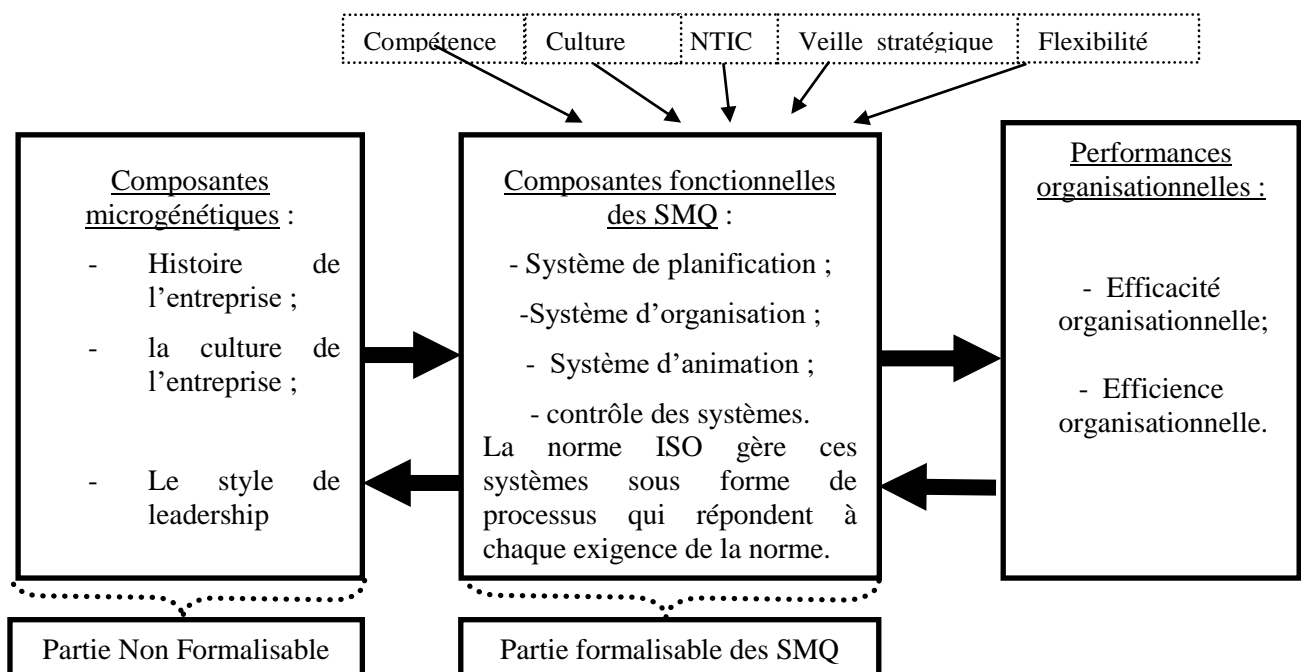 Compétence Culture NTIC Veille stratégique Flexibilité
Composantes
microgénétiques :
- Histoire de
l’entreprise ;
- la culture de
l’entreprise ;
- Le style de
leadership
Composantes fonctionnelles
des SMQ :
- Système de planification ;
-Système d’organisation ;
- Système d’animation ;
- contrôle des systèmes.
La norme ISO gère ces
systèmes sous forme de
processus qui répondent à
chaque exigence de la norme.
Performances
organisationnelles :
- Efficacité
organisationnelle;
- Efficience
organisationnelle.
Partie Non Formalisable
Partie formalisable des SMQ